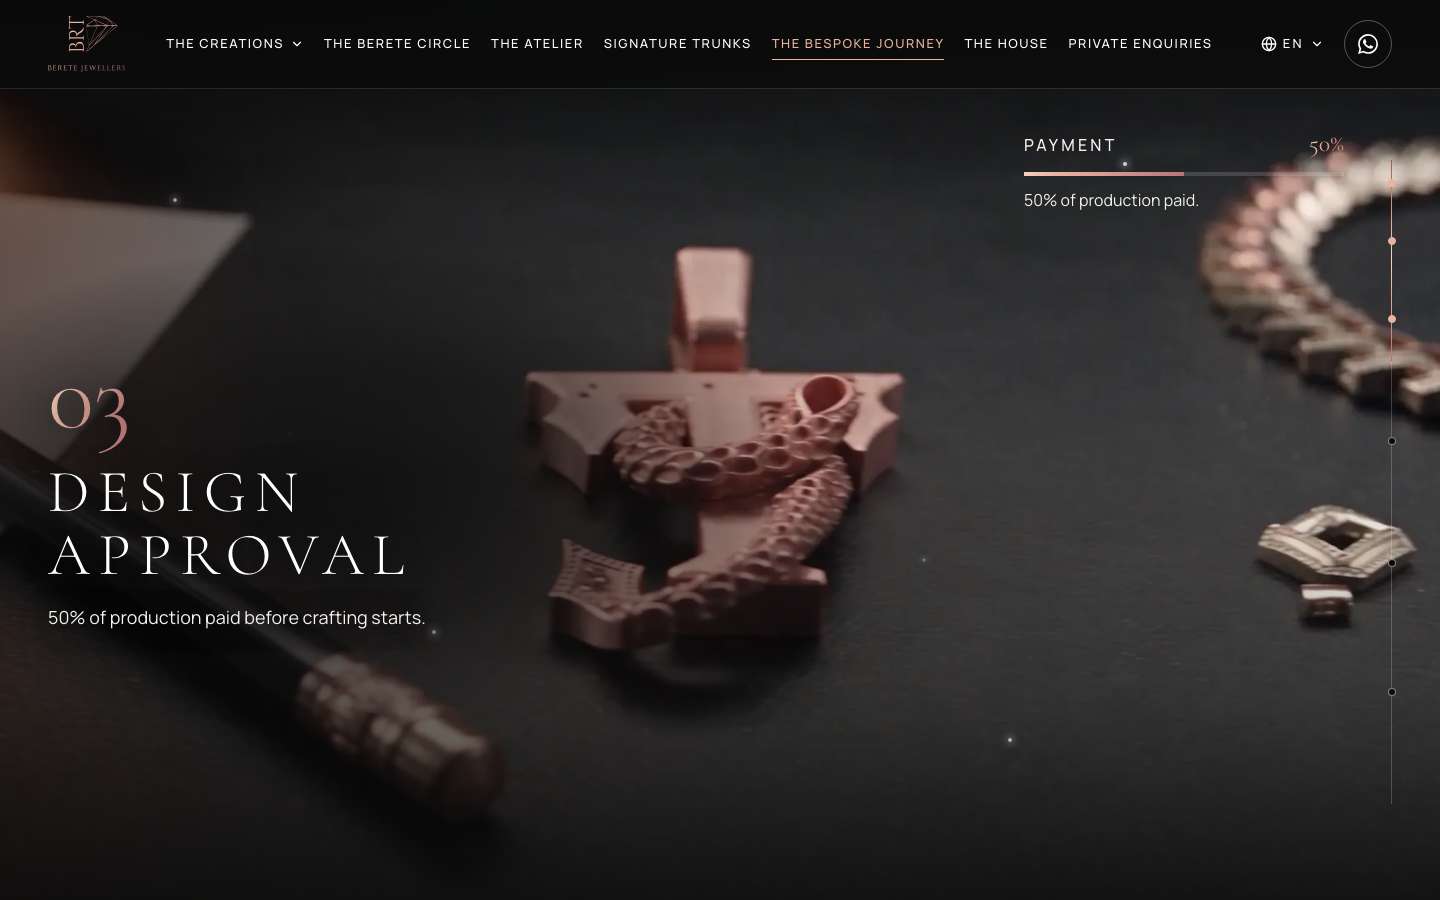 BRT
BERETE JEWELLERS
THE CREATIONS
THE BERETE CIRCLE
THE ATELIER
SIGNATURE TRUNKS
THE BESPOKE JOURNEY
THE HOUSE
PRIVATE ENQUIRIES
EN
PAYMENT
50%
50% of production paid.
03
DESIGN
APPROVAL
50% of production paid before crafting starts.